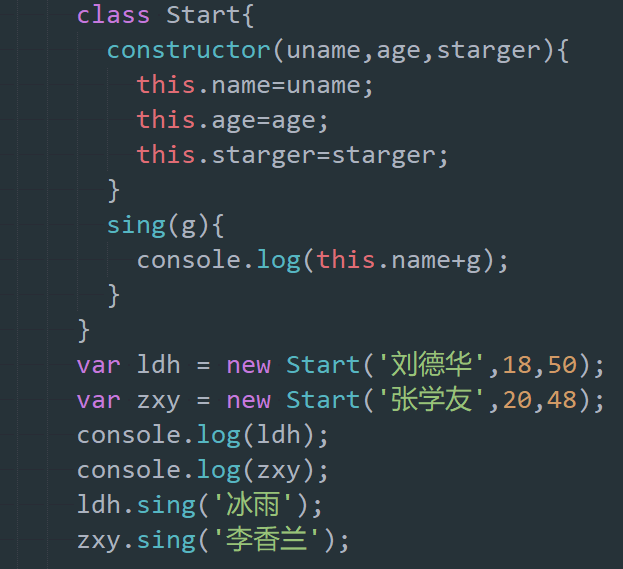 class Start{
constructor(uname,age,starger){
this.name=uname;
this.age=age;
this.starger=starger;
}
sing(g){
console.log(this.name+g);
}
}
var ldh = new Start('刘德华',18,50);
var zxy = new Start('张学友',20,48);
console.log(ldh);
console.log(zxy);
ldh.sing('冰雨');
zxy.sing('李香兰');